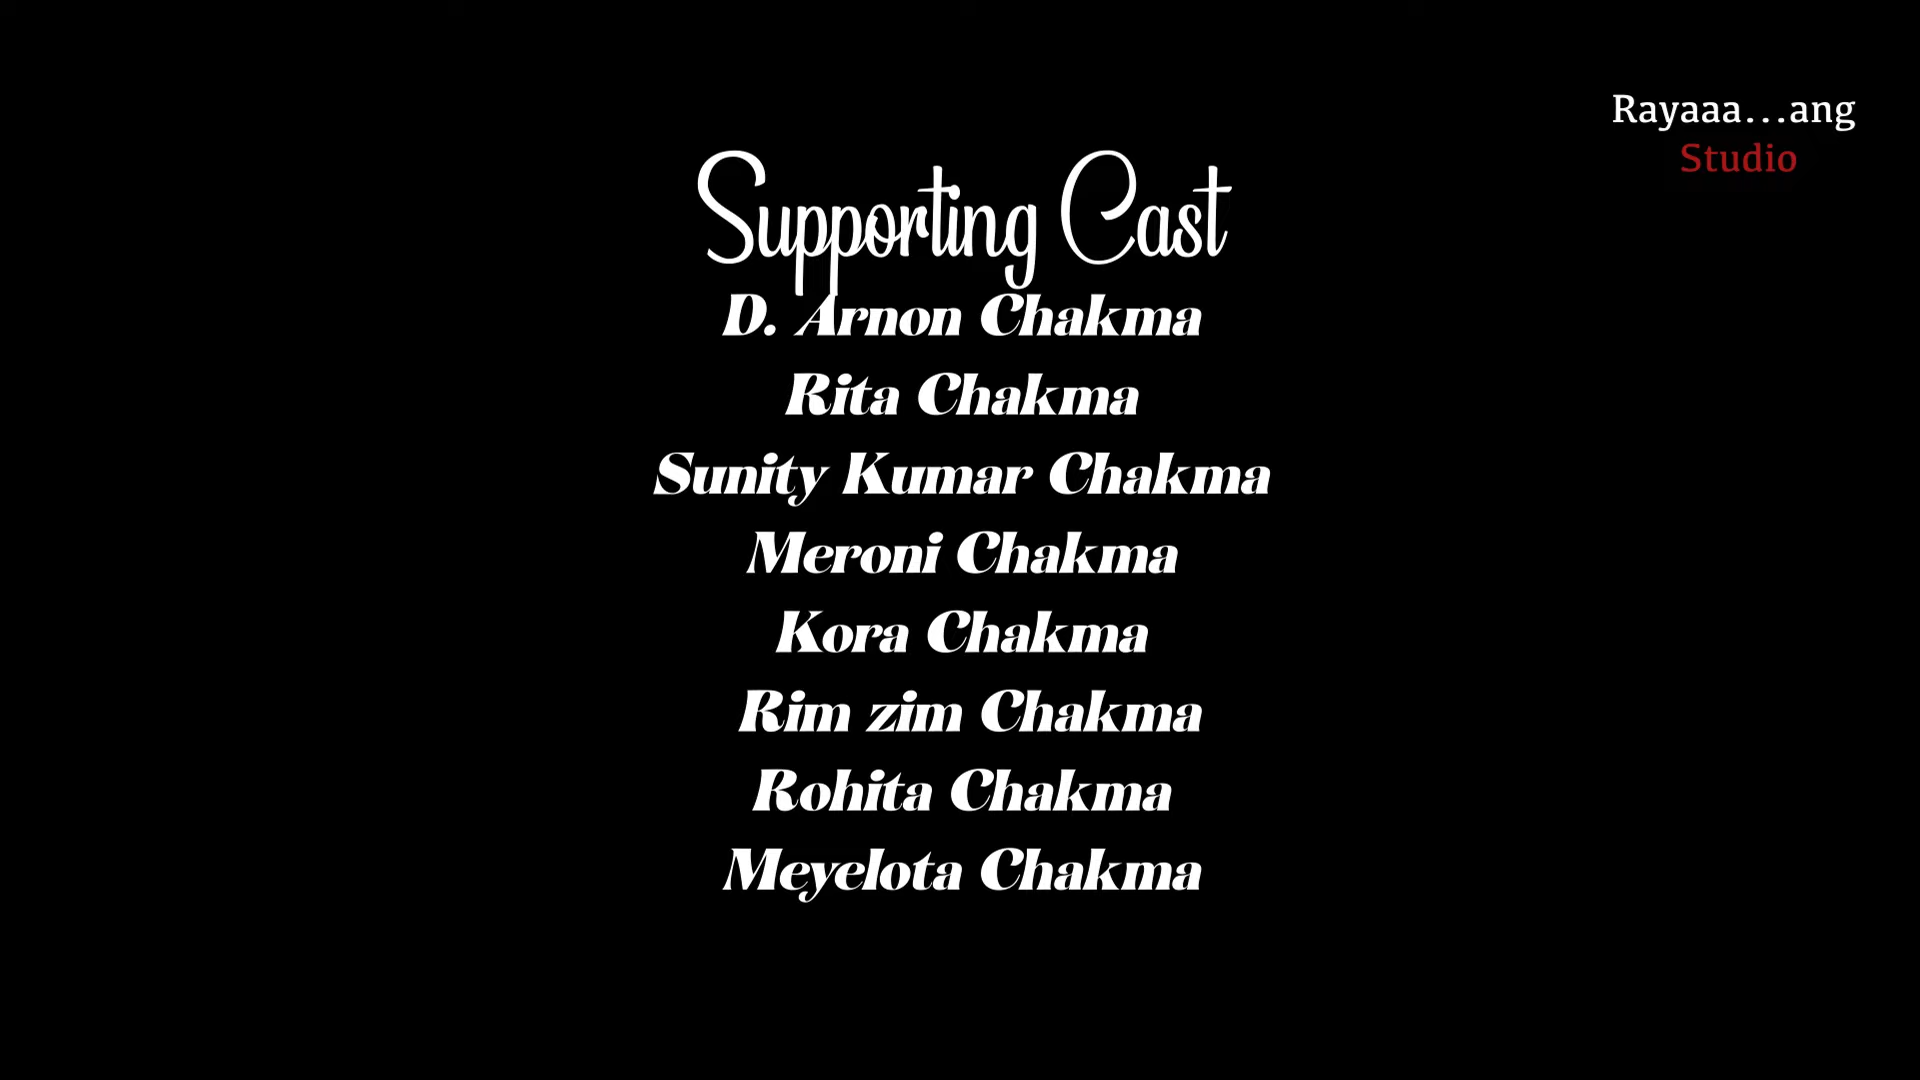 Rayaaa...ang
Studio
Supporting Cast
D. Arnon Chakma
Rita Chakma
Sunity Kumar Chakma
Meroni Chakma
Kora Chakma
Rim zim Chakma
Rohita Chakma
Meyelota Chakma